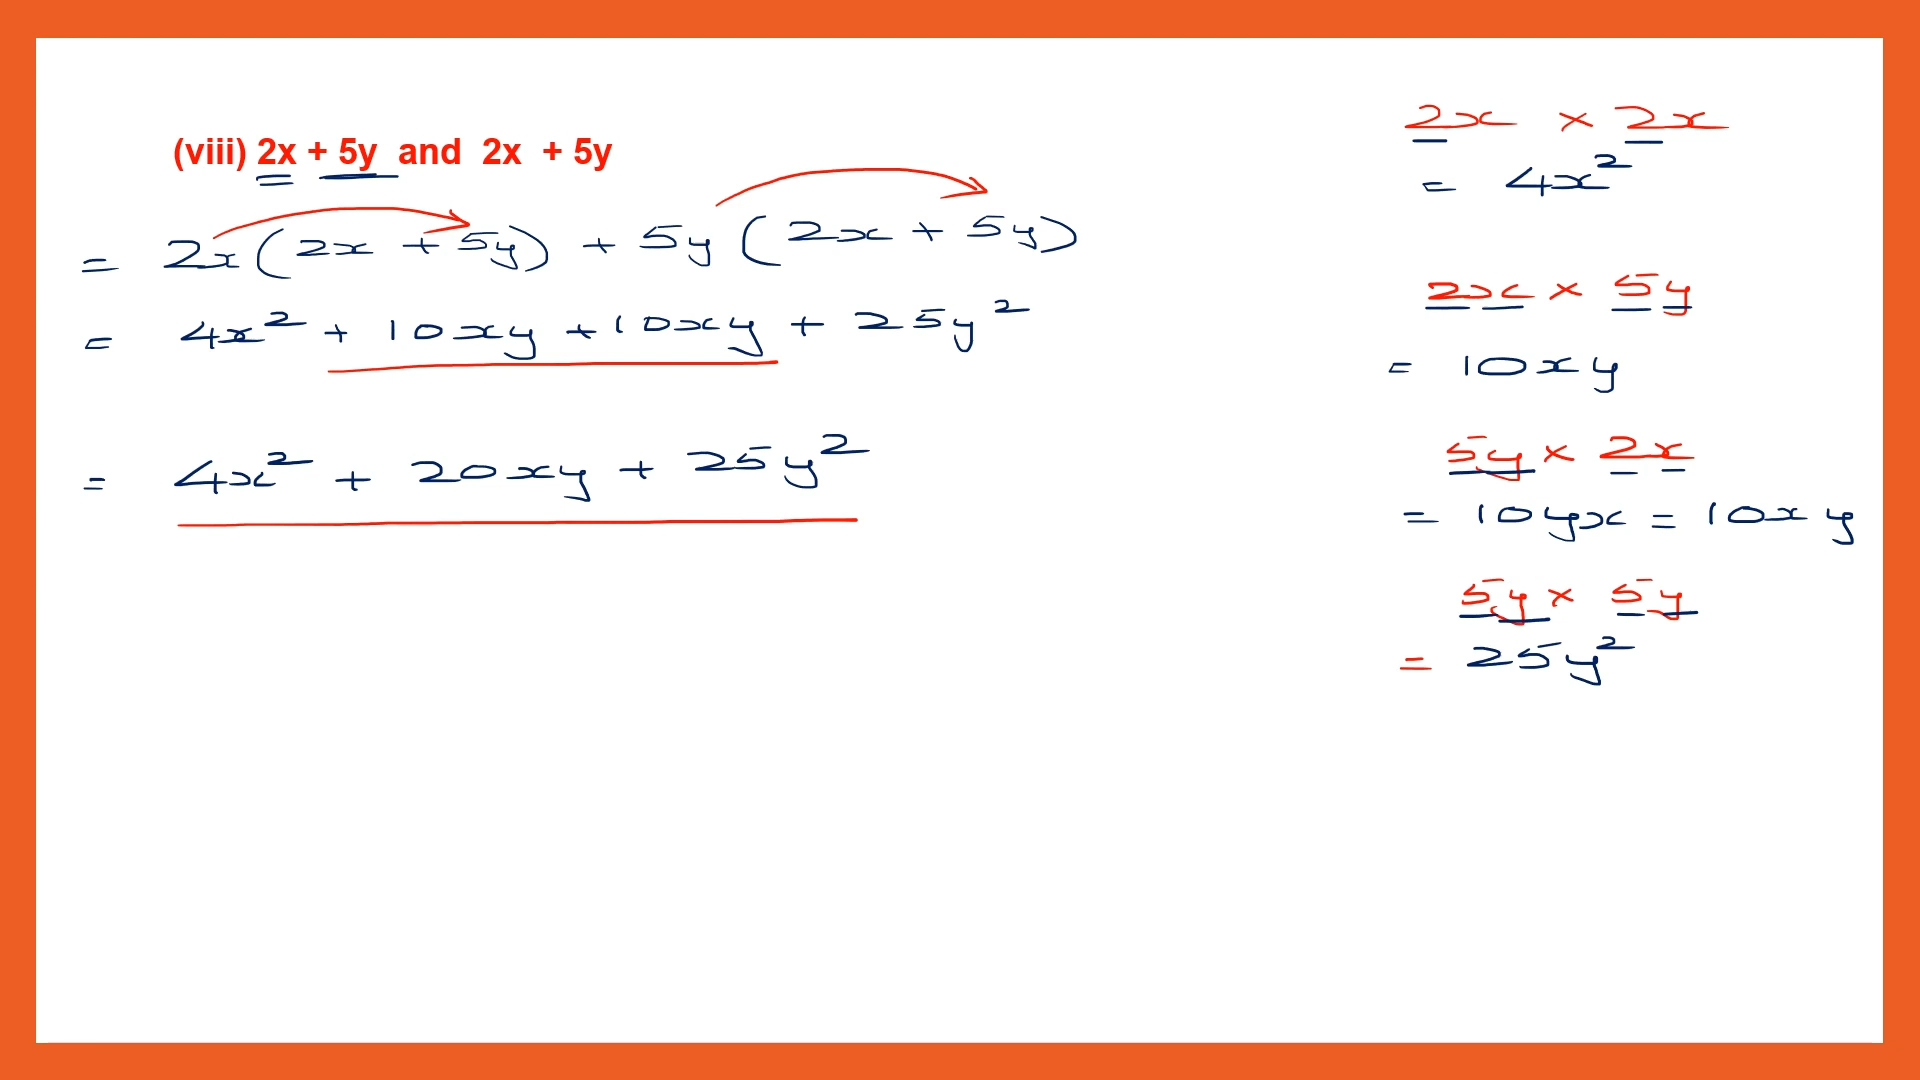 (viii) 2x + 5y and 2x + 5y
= 2x (2x + 5y) + 5y (2x + 5y)
= 4x² + 10xy + 10xy + 25y²
= 4x² + 20xy + 25y²
2x × 2x
= 4x²
2x × 5y
= 10xy
5y × 2x
= 10yx = 10xy
5y × 5y
= 25y²